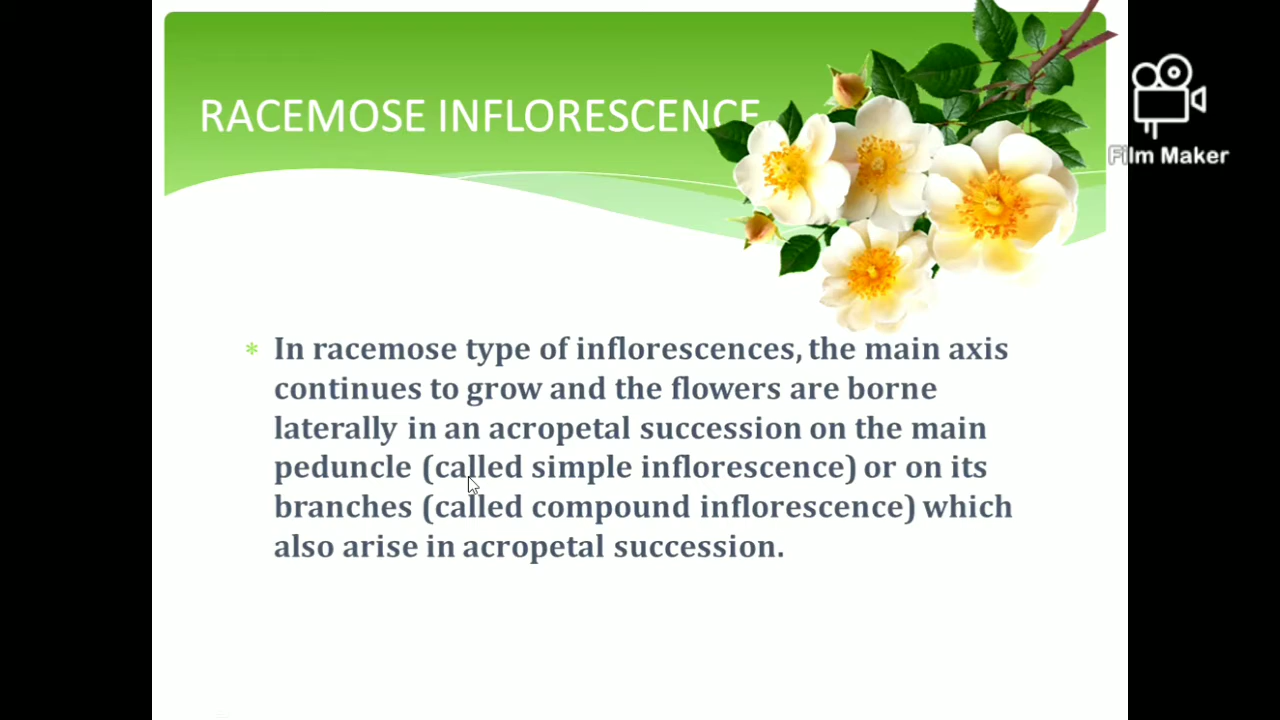 RACEMOSE INFLORESCENCE
Film Maker
* In racemose type of inflorescences, the main axis
continues to grow and the flowers are borne
laterally in an acropetal succession on the main
peduncle (called simple inflorescence) or on its
branches (called compound inflorescence) which
also arise in acropetal succession.